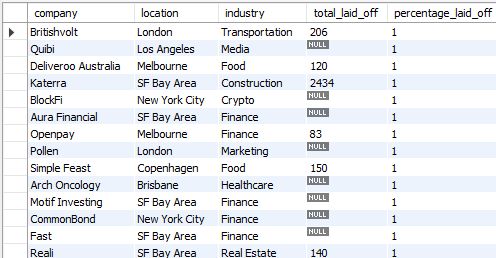 company location industry total_laid_off percentage_laid_off
Britishvolt London Transportation 206 1
Quibi Los Angeles Media NULL 1
Deliveroo Australia Melbourne Food 120 1
Katerra SF Bay Area Construction 2434 1
BlockFi New York City Crypto NULL 1
Aura Financial SF Bay Area Finance NULL 1
Openpay Melbourne Finance 83 1
Pollen London Marketing NULL 1
Simple Feast Copenhagen Food 150 1
Arch Oncology Brisbane Healthcare NULL 1
Motif Investing SF Bay Area Finance NULL 1
CommonBond New York City Finance NULL 1
Fast SF Bay Area Finance NULL 1
Reali SF Bay Area Real Estate 140 1